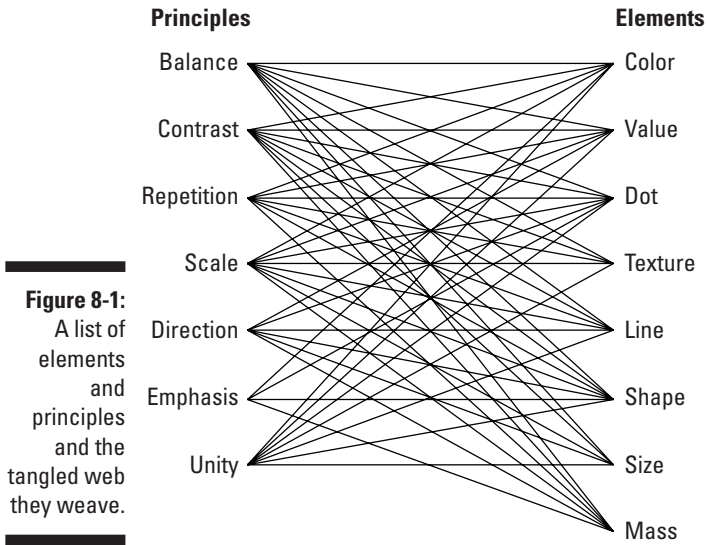 Principles
Elements
Balance
Color
Contrast
Value
Repetition
Dot
Scale
Texture
Direction
Line
Emphasis
Shape
Unity
Size
Mass
Figure 8-1:
A list of
elements
and
principles
and the
tangled web
they weave.